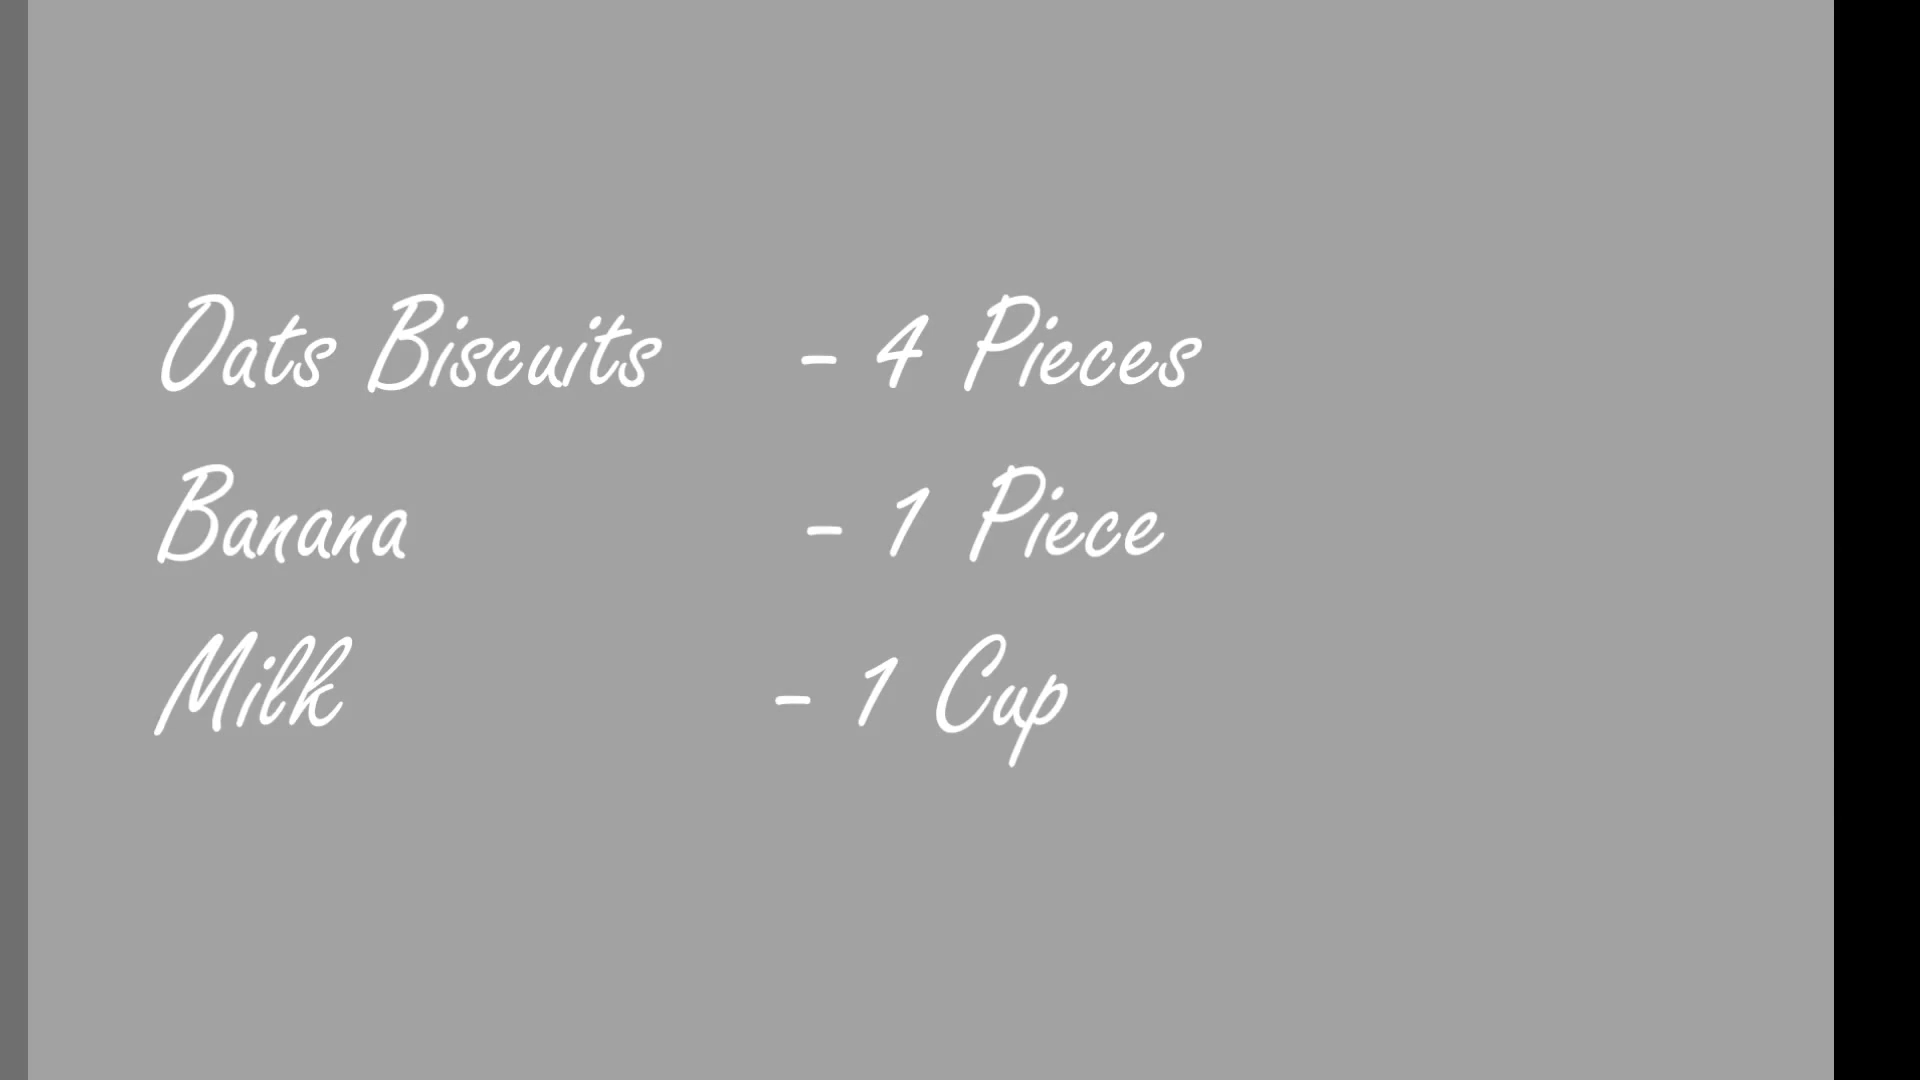 Oats Biscuits - 4 Pieces
Banana - 1 Piece
Milk - 1 Cup